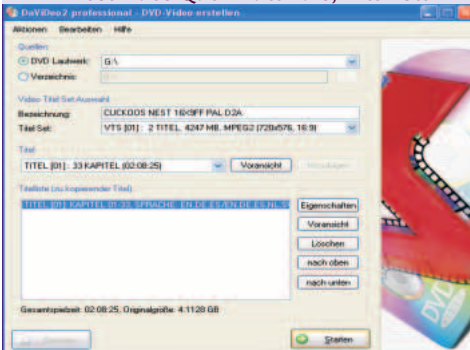 DaViDeo2 professional - DVD-Video erstellen
Aktionen Bearbeiten Hilfe
Quellen
DVD Laufwerk: G:\
Verzeichnis:
Video Titel Set Auswahl
Bezeichnung: CUCKOOS NEST 16X9FF PAL D2A
Titel Set: VTS [01] : 2 TITEL, 4247 MB, MPEG2 (720x576, 16:9)
Titel
TITEL [01] : 33 KAPITEL (02:08:25) Voransicht
Titelliste (zu kopierender Titel)
TITEL [01]: KAPITEL 01-33, SPRACHE: EN,DE,ES/EN,DE,ES,NL
Eigenschaften
Voransicht
Löschen
nach oben
nach unten
Gesamtspielzeit: 02:08:25, Originalgröße: 4.1128 GB
Starten
DVD